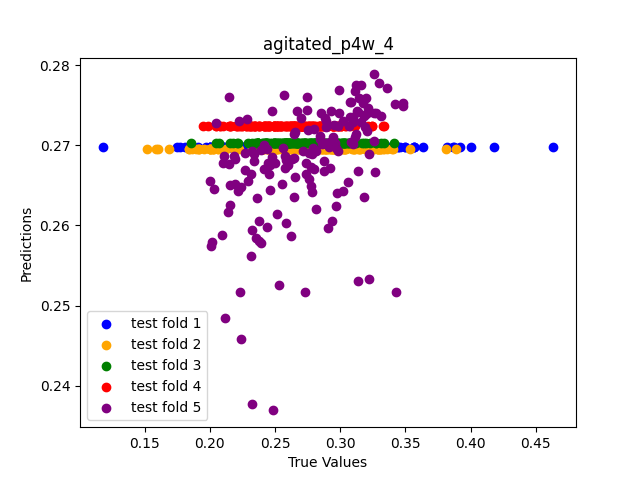 agitated_p4w_4
0.28
0.27
0.26
0.25
0.24
Predictions
test fold 1
test fold 2
test fold 3
test fold 4
test fold 5
0.15 0.20 0.25 0.30 0.35 0.40 0.45
True Values